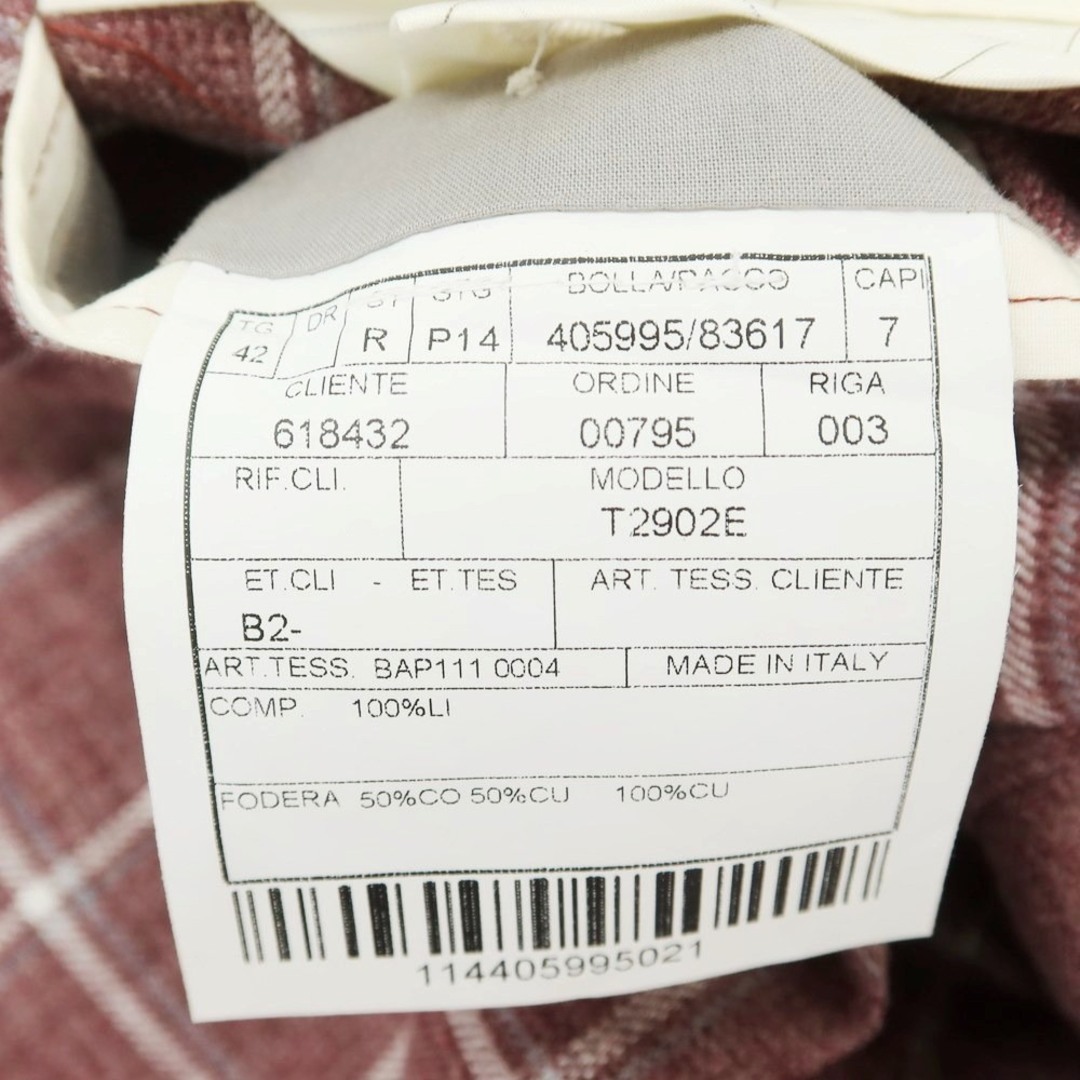 TG DR ST STG BOLLA/PACCO CAPI
42 R P14 405995/83617 7
CLIENTE ORDINE RIGA
618432 00795 003
RIF.CLI. MODELLO
T2902E
ET.CLI - ET.TES ART. TESS. CLIENTE
B2-
ART.TESS. BAP111 0004 MADE IN ITALY
COMP. 100%LI
FODERA 50%CO 50%CU 100%CU
114405995021